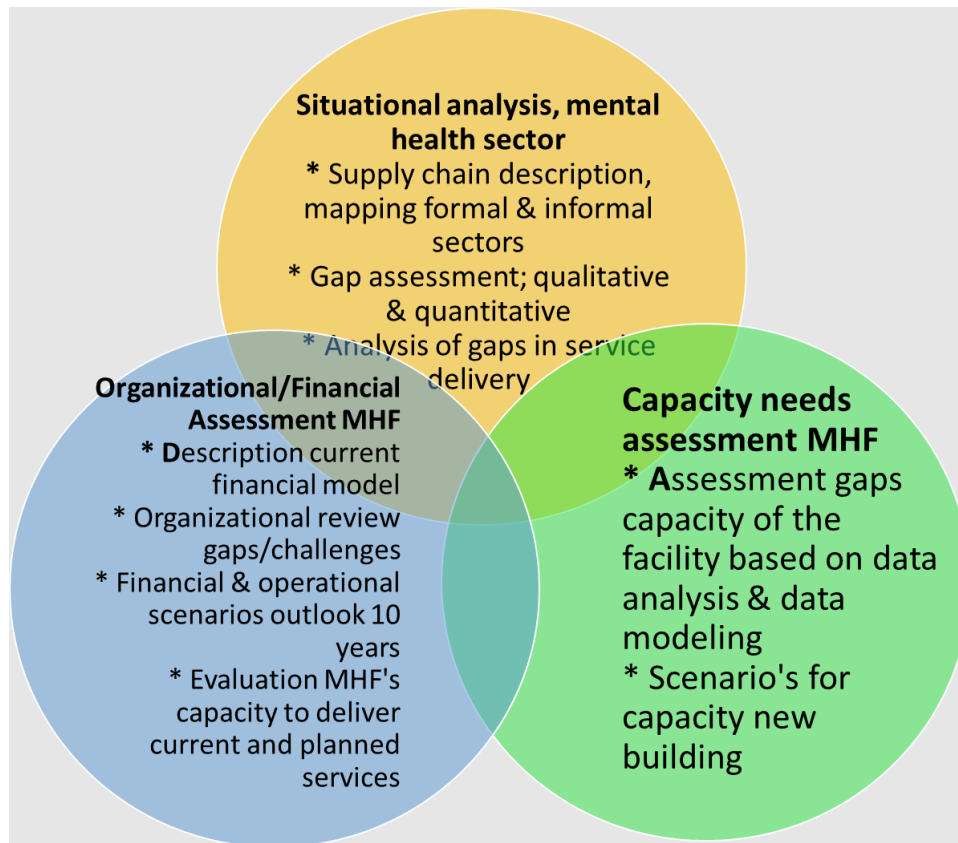 Situational analysis, mental
health sector
* Supply chain description,
mapping formal & informal
sectors
* Gap assessment; qualitative
& quantitative
* Analysis of gaps in service
delivery
Organizational/Financial
Assessment MHF
* Description current
financial model
* Organizational review
gaps/challenges
* Financial & operational
scenarios outlook 10
years
* Evaluation MHF's
capacity to deliver
current and planned
services
Capacity needs
assessment MHF
* Assessment gaps
capacity of the
facility based on data
analysis & data
modeling
* Scenario's for
capacity new
building